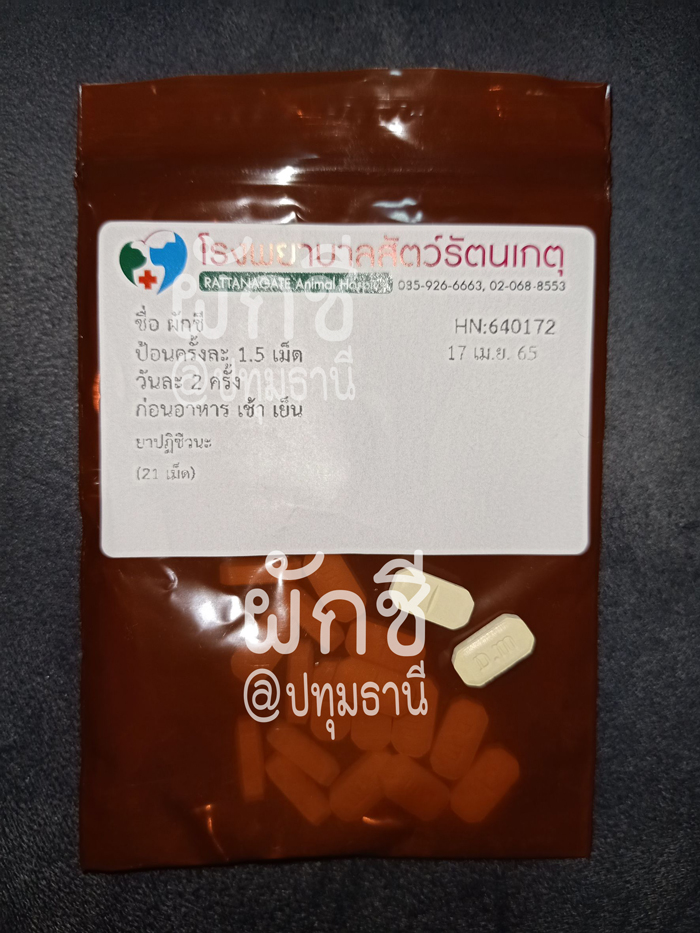 โรงพยาบาลสัตว์รัตนเกตุ
RATTANAGATE Animal Hospital 035-926-6663, 02-068-8553
ชื่อ ผักชี HN:640172
ป้อนครั้งละ 1.5 เม็ด 17 เม.ย. 65
วันละ 2 ครั้ง
ก่อนอาหาร เช้า เย็น
ยาปฏิชีวนะ
(21 เม็ด)
ผักชี
@ปทุมธานี
ผักชี
@ปทุมธานี